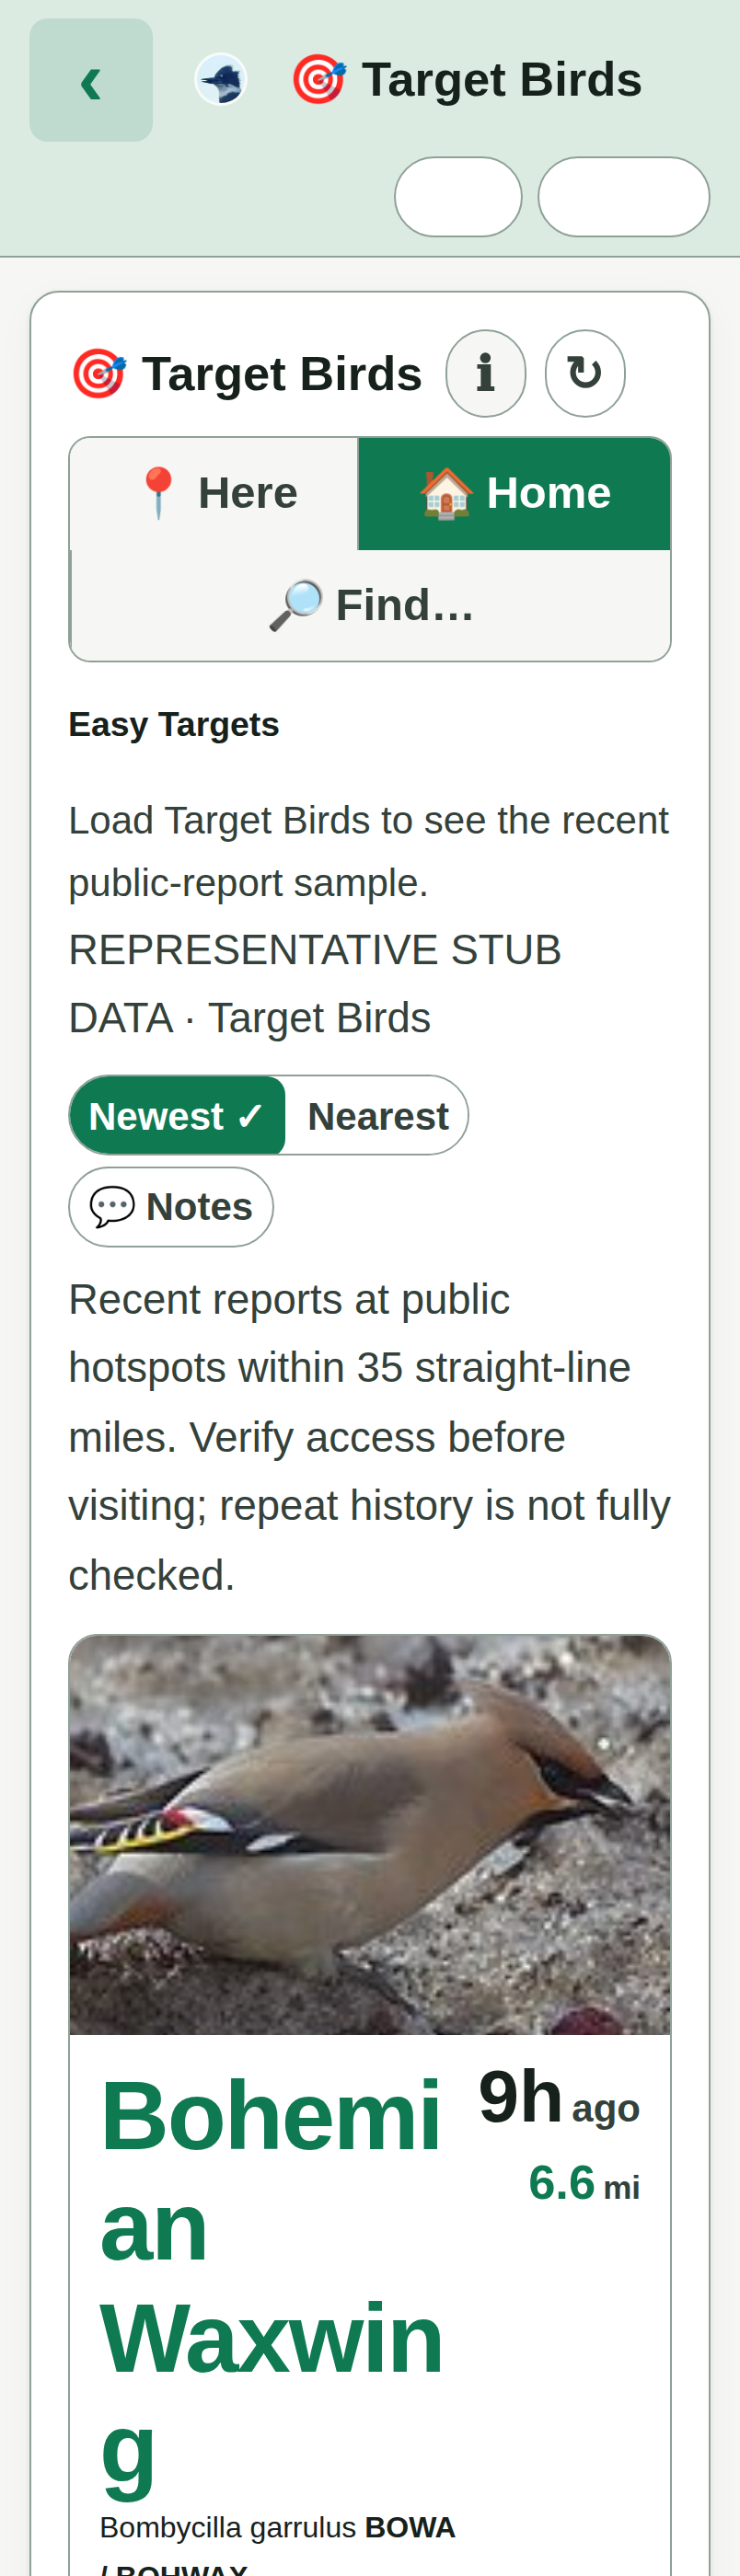 ‹ 🎯 Target Birds
🎯 Target Birds ℹ ↻
📍 Here 🏠 Home
🔎 Find…
Easy Targets
Load Target Birds to see the recent
public-report sample.
REPRESENTATIVE STUB
DATA · Target Birds
Newest ✓ Nearest
💬 Notes
Recent reports at public
hotspots within 35 straight-line
miles. Verify access before
visiting; repeat history is not fully
checked.
Bohemi
an
Waxwin
g
9h ago
6.6 mi
Bombycilla garrulus BOWA
/ BOHWAX